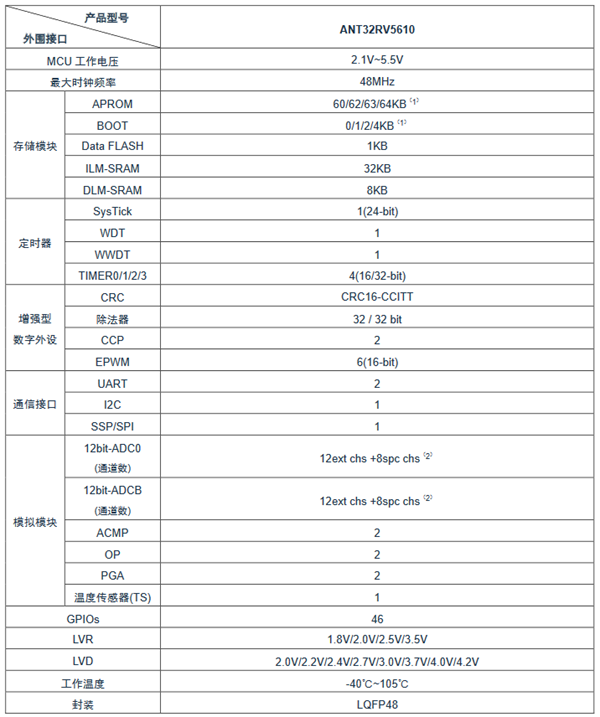 产品型号
外围接口
ANT32RV5610
MCU 工作电压 2.1V~5.5V
最大时钟频率 48MHz
存储模块
APROM 60/62/63/64KB（1）
BOOT 0/1/2/4KB（1）
Data FLASH 1KB
ILM-SRAM 32KB
DLM-SRAM 8KB
定时器
SysTick 1(24-bit)
WDT 1
WWDT 1
TIMER0/1/2/3 4(16/32-bit)
增强型
数字外设
CRC CRC16-CCITT
除法器 32 / 32 bit
CCP 2
EPWM 6(16-bit)
通信接口
UART 2
I2C 1
SSP/SPI 1
模拟模块
12bit-ADC0
(通道数)
12ext chs +8spc chs（2）
12bit-ADCB
(通道数)
12ext chs +8spc chs（2）
ACMP 2
OP 2
PGA 2
温度传感器(TS) 1
GPIOs 46
LVR 1.8V/2.0V/2.5V/3.5V
LVD 2.0V/2.2V/2.4V/2.7V/3.0V/3.7V/4.0V/4.2V
工作温度 -40℃~105℃
封装 LQFP48